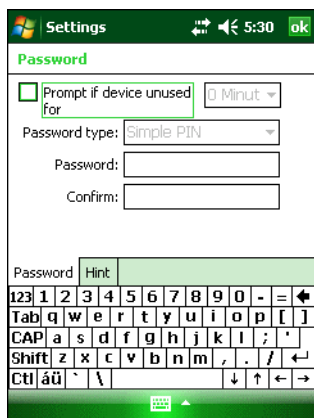 Settings 5:30 ok
Password
Prompt if device unused for 0 Minut
Password type: Simple PIN
Password:
Confirm:
Password Hint
123 1 2 3 4 5 6 7 8 9 0 - =
Tab q w e r t y u i o p [ ]
CAP a s d f g h j k l ; '
Shift z x c v b n m , . /
Ctl áü ` \